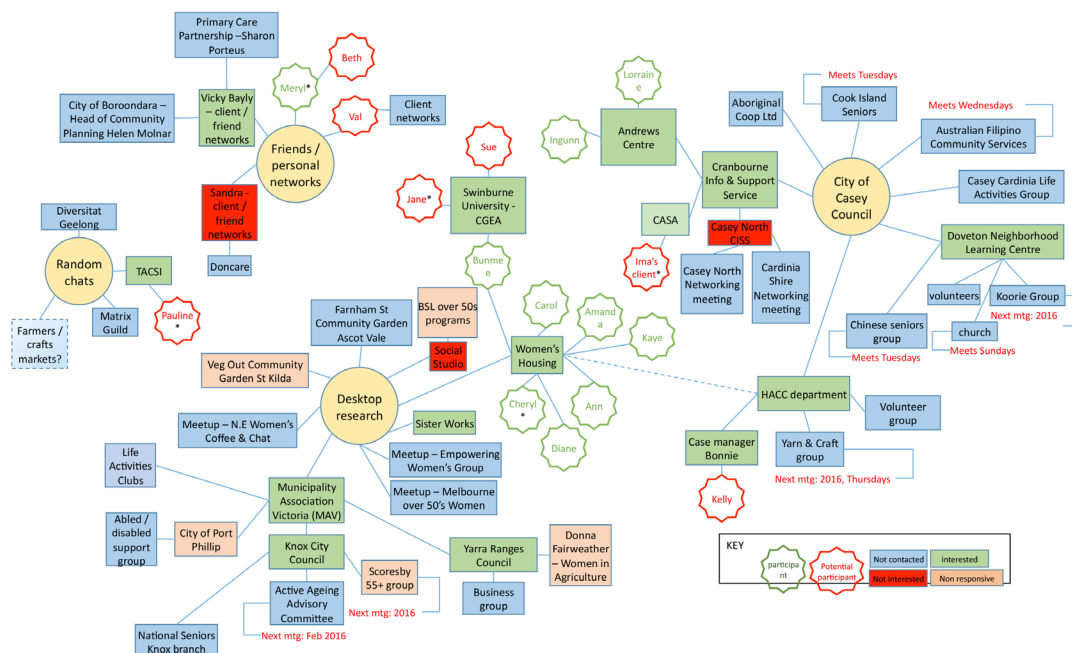 Primary Care
Partnership –Sharon
Porteus
City of Boroondara –
Head of Community
Planning Helen Molnar
Vicky Bayly
– client /
friend
networks
Meryl*
Beth
Val
Client
networks
Friends /
personal
networks
Sandra -
client /
friend
networks
Doncare
Diversitat
Geelong
Random
chats
TACSI
Pauline
*
Matrix
Guild
Farmers /
crafts
markets?
Sue
Jane*
Swinburne
University -
CGEA
Bunme
e
Lorrain
e
Ingunn
Andrews
Centre
Cranbourne
Info & Support
Service
CASA
Ima's
client*
Casey North
CISS
Casey North
Networking
meeting
Cardinia
Shire
Networking
meeting
Aboriginal
Coop Ltd
Meets Tuesdays
Cook Island
Seniors
Meets Wednesdays
Australian Filipino
Community Services
City of
Casey
Council
Casey Cardinia Life
Activities Group
Doveton Neighborhood
Learning Centre
volunteers
Koorie Group
Next mtg: 2016
Chinese seniors
group
Meets Tuesdays
church
Meets Sundays
Farnham St
Community Garden
Ascot Vale
BSL over 50s
programs
Social
Studio
Veg Out Community
Garden St Kilda
Desktop
research
Meetup – N.E Women's
Coffee & Chat
Sister Works
Meetup – Empowering
Women's Group
Meetup – Melbourne
over 50's Women
Women's
Housing
Carol
Amand
a
Kaye
Ann
Diane
Cheryl
*
HACC department
Volunteer
group
Yarn & Craft
group
Next mtg: 2016, Thursdays
Case manager
Bonnie
Kelly
Life
Activities
Clubs
Municipality
Association
Victoria (MAV)
Abled /
disabled
support
group
City of Port
Phillip
Knox City
Council
Scoresby
55+ group
Next mtg: 2016
Active Ageing
Advisory
Committee
Next mtg: Feb 2016
National Seniors
Knox branch
Yarra Ranges
Council
Business
group
Donna
Fairweather
– Women in
Agriculture
KEY
participa
nt
Potential
participant
Not contacted
interested
Not interested
Non responsive